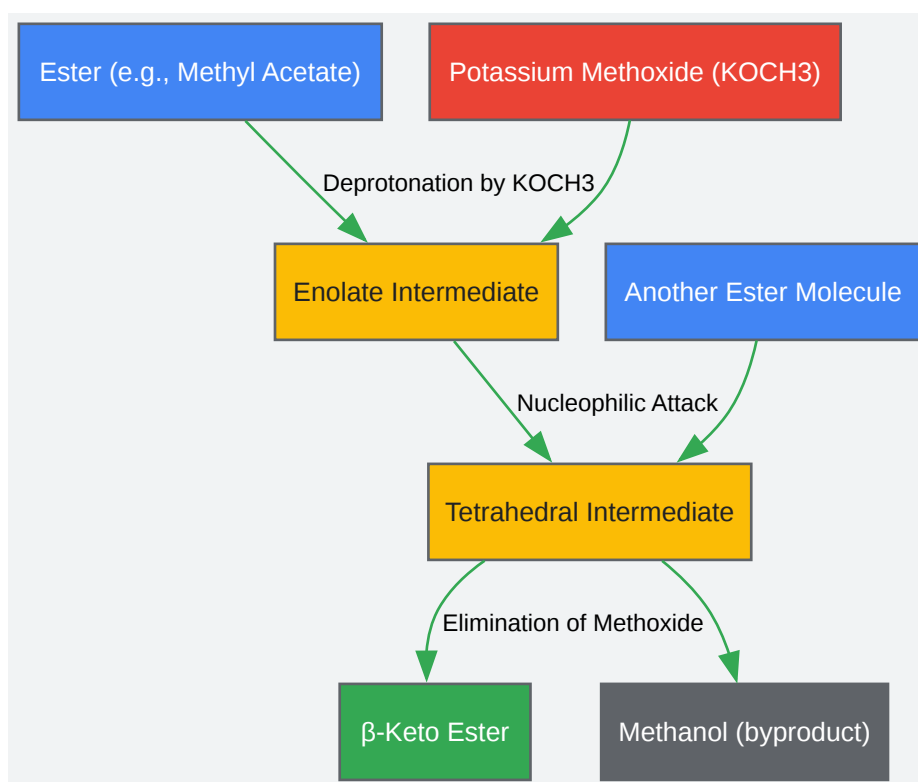 Ester (e.g., Methyl Acetate)
Potassium Methoxide (KOCH3)
Deprotonation by KOCH3
Enolate Intermediate
Another Ester Molecule
Nucleophilic Attack
Tetrahedral Intermediate
Elimination of Methoxide
β-Keto Ester
Methanol (byproduct)